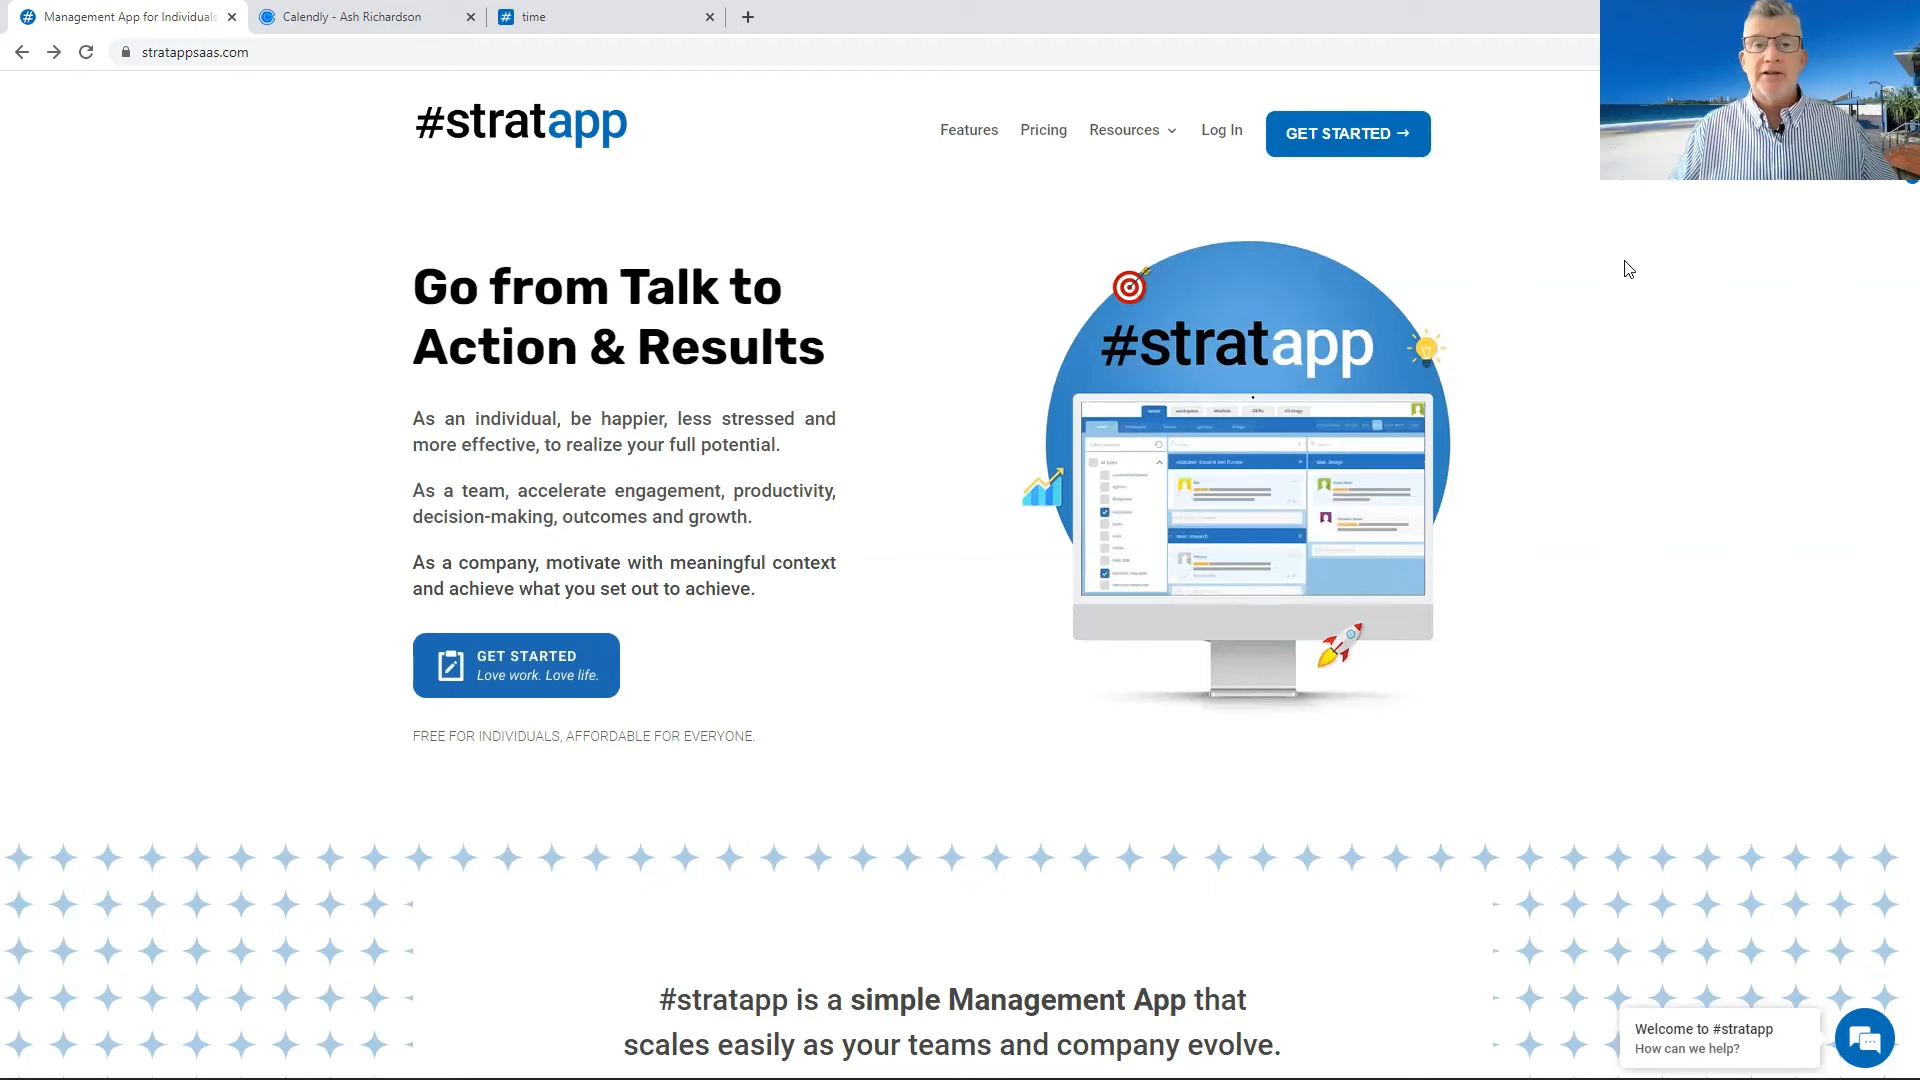 Management App for Individuals
Calendly - Ash Richardson
time
stratappsaas.com
#stratapp
Features
Pricing
Resources
Log In
GET STARTED →
Go from Talk to
Action & Results
As an individual, be happier, less stressed and
more effective, to realize your full potential.
As a team, accelerate engagement, productivity,
decision-making, outcomes and growth.
As a company, motivate with meaningful context
and achieve what you set out to achieve.
GET STARTED
Love work. Love life.
FREE FOR INDIVIDUALS, AFFORDABLE FOR EVERYONE.
#stratapp
#stratapp is a simple Management App that
scales easily as your teams and company evolve.
Welcome to #stratapp
How can we help?